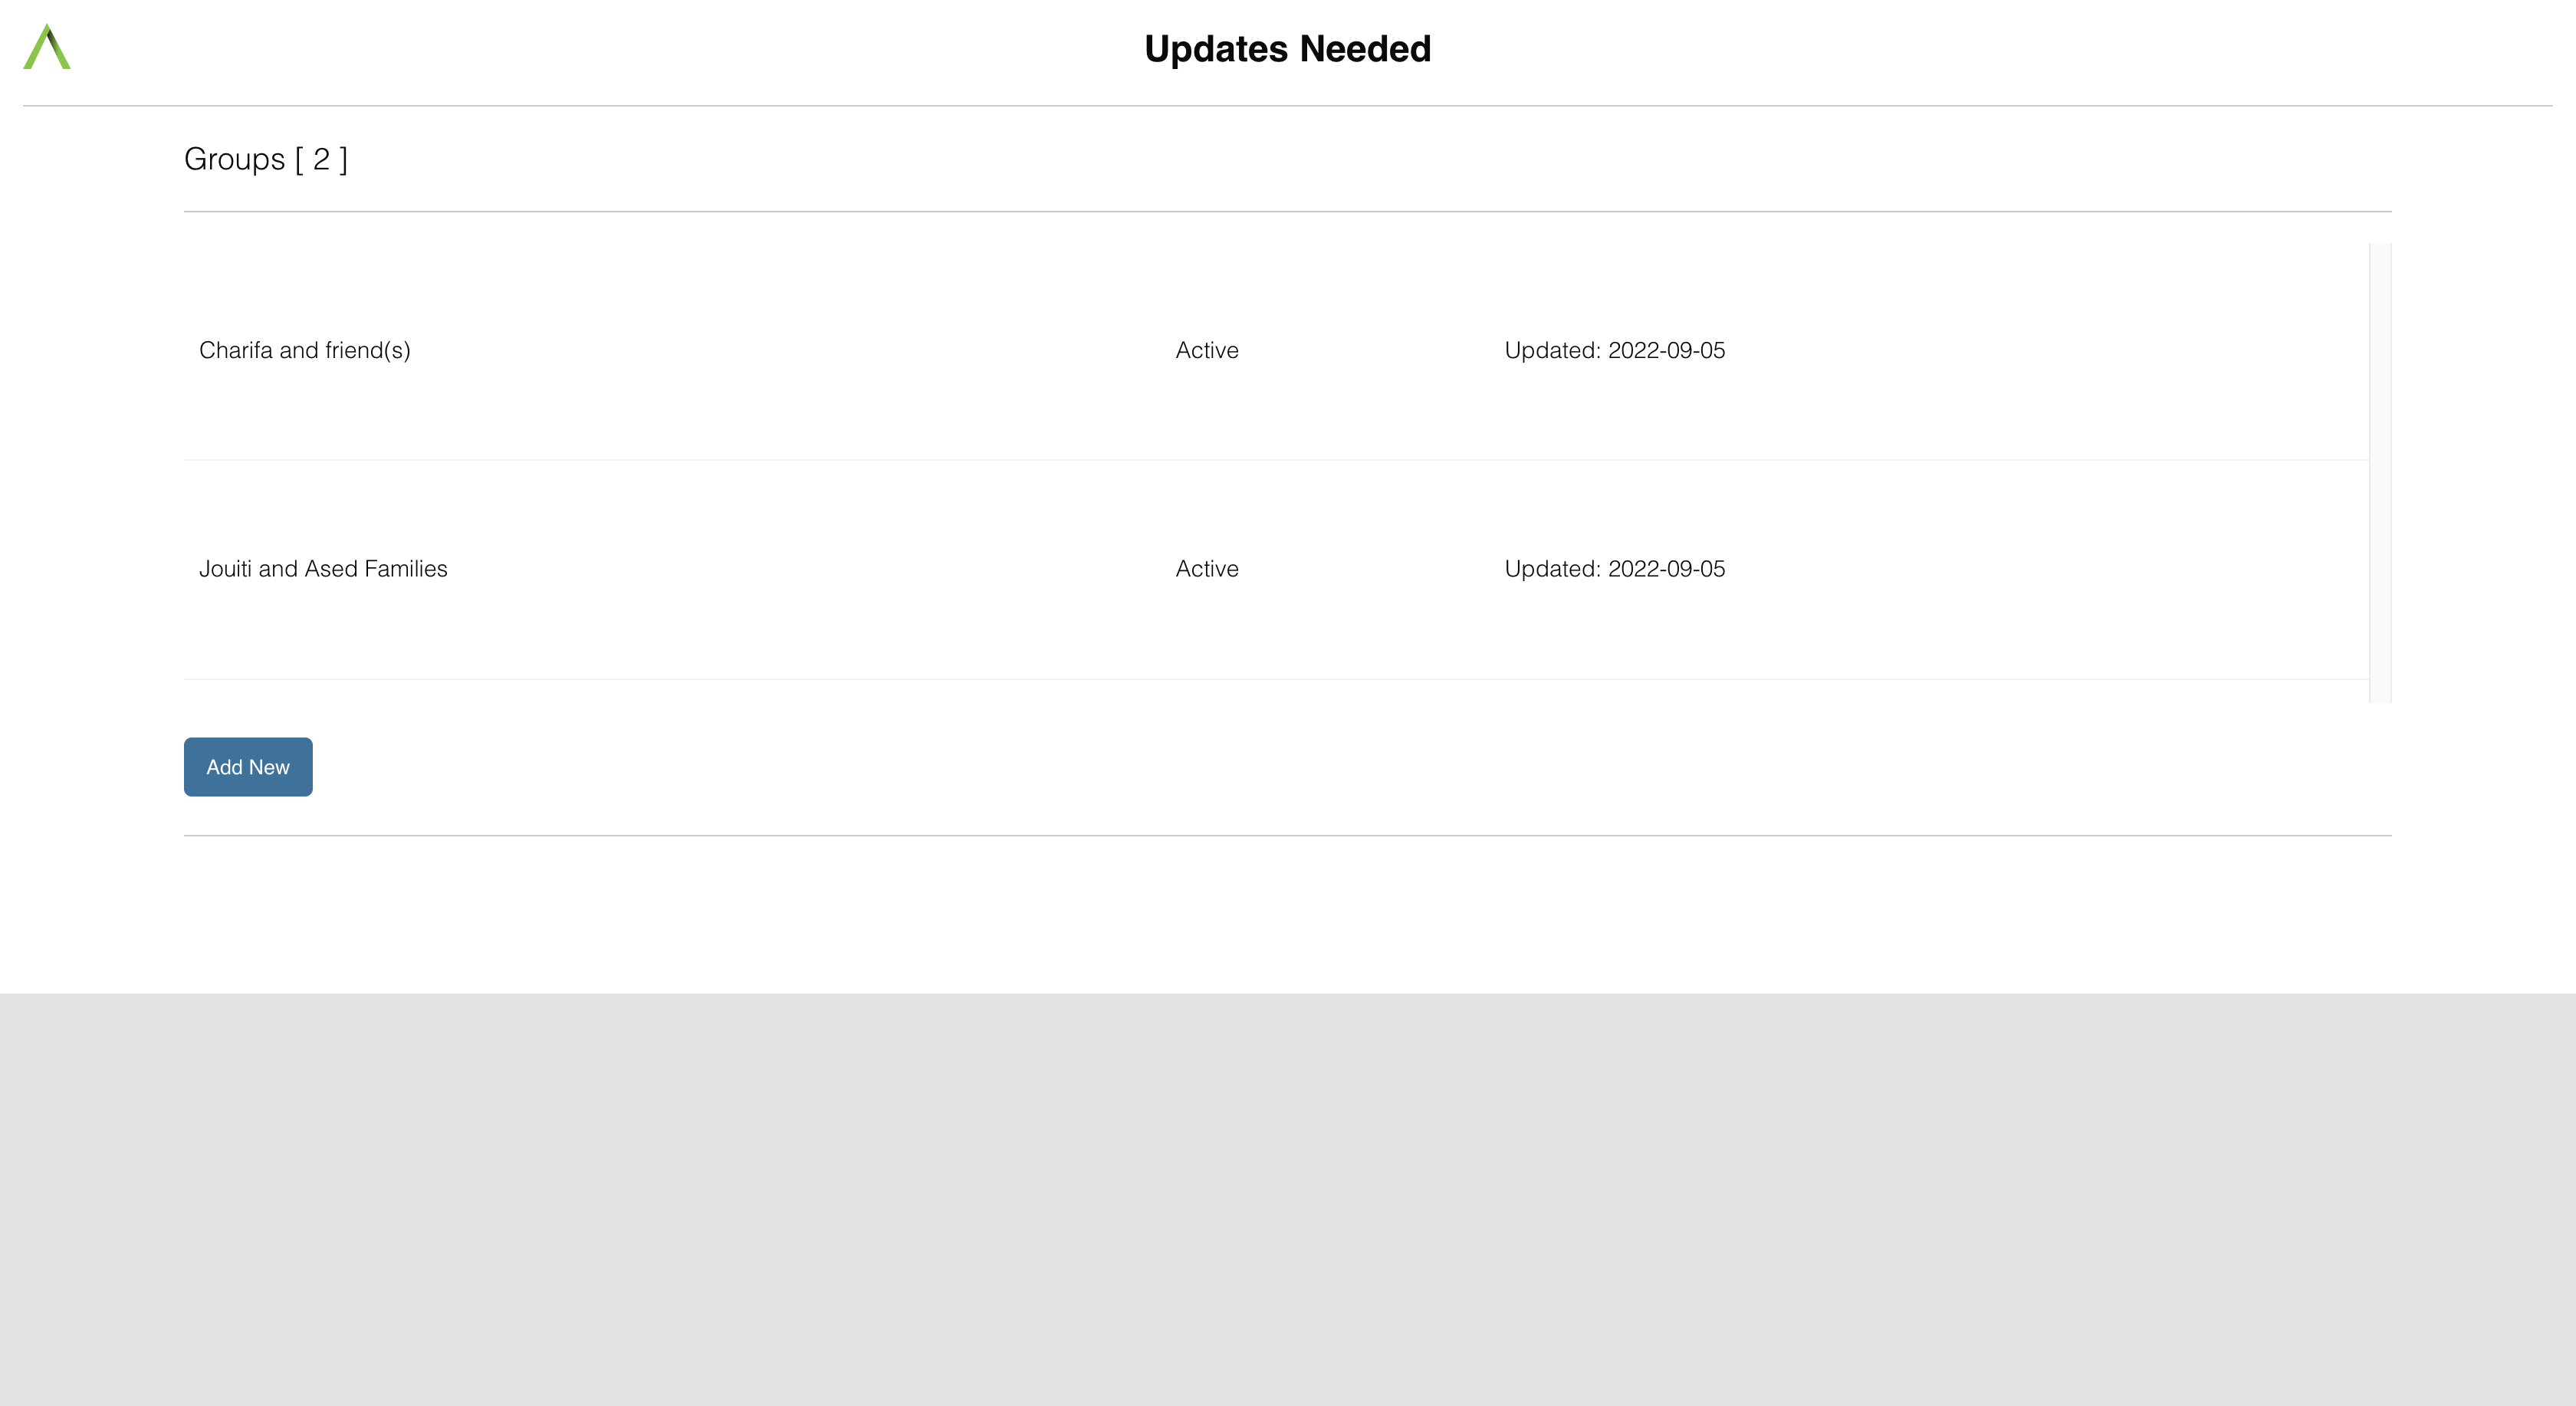 Updates Needed
Groups [ 2 ]
Charifa and friend(s) Active Updated: 2022-09-05
Jouiti and Ased Families Active Updated: 2022-09-05
Add New